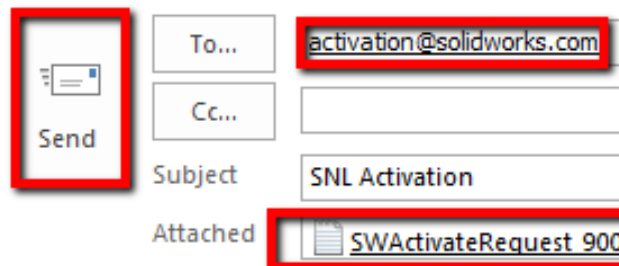 To... activation@solidworks.com
Cc...
Send
Subject SNL Activation
Attached SWActivateRequest_900